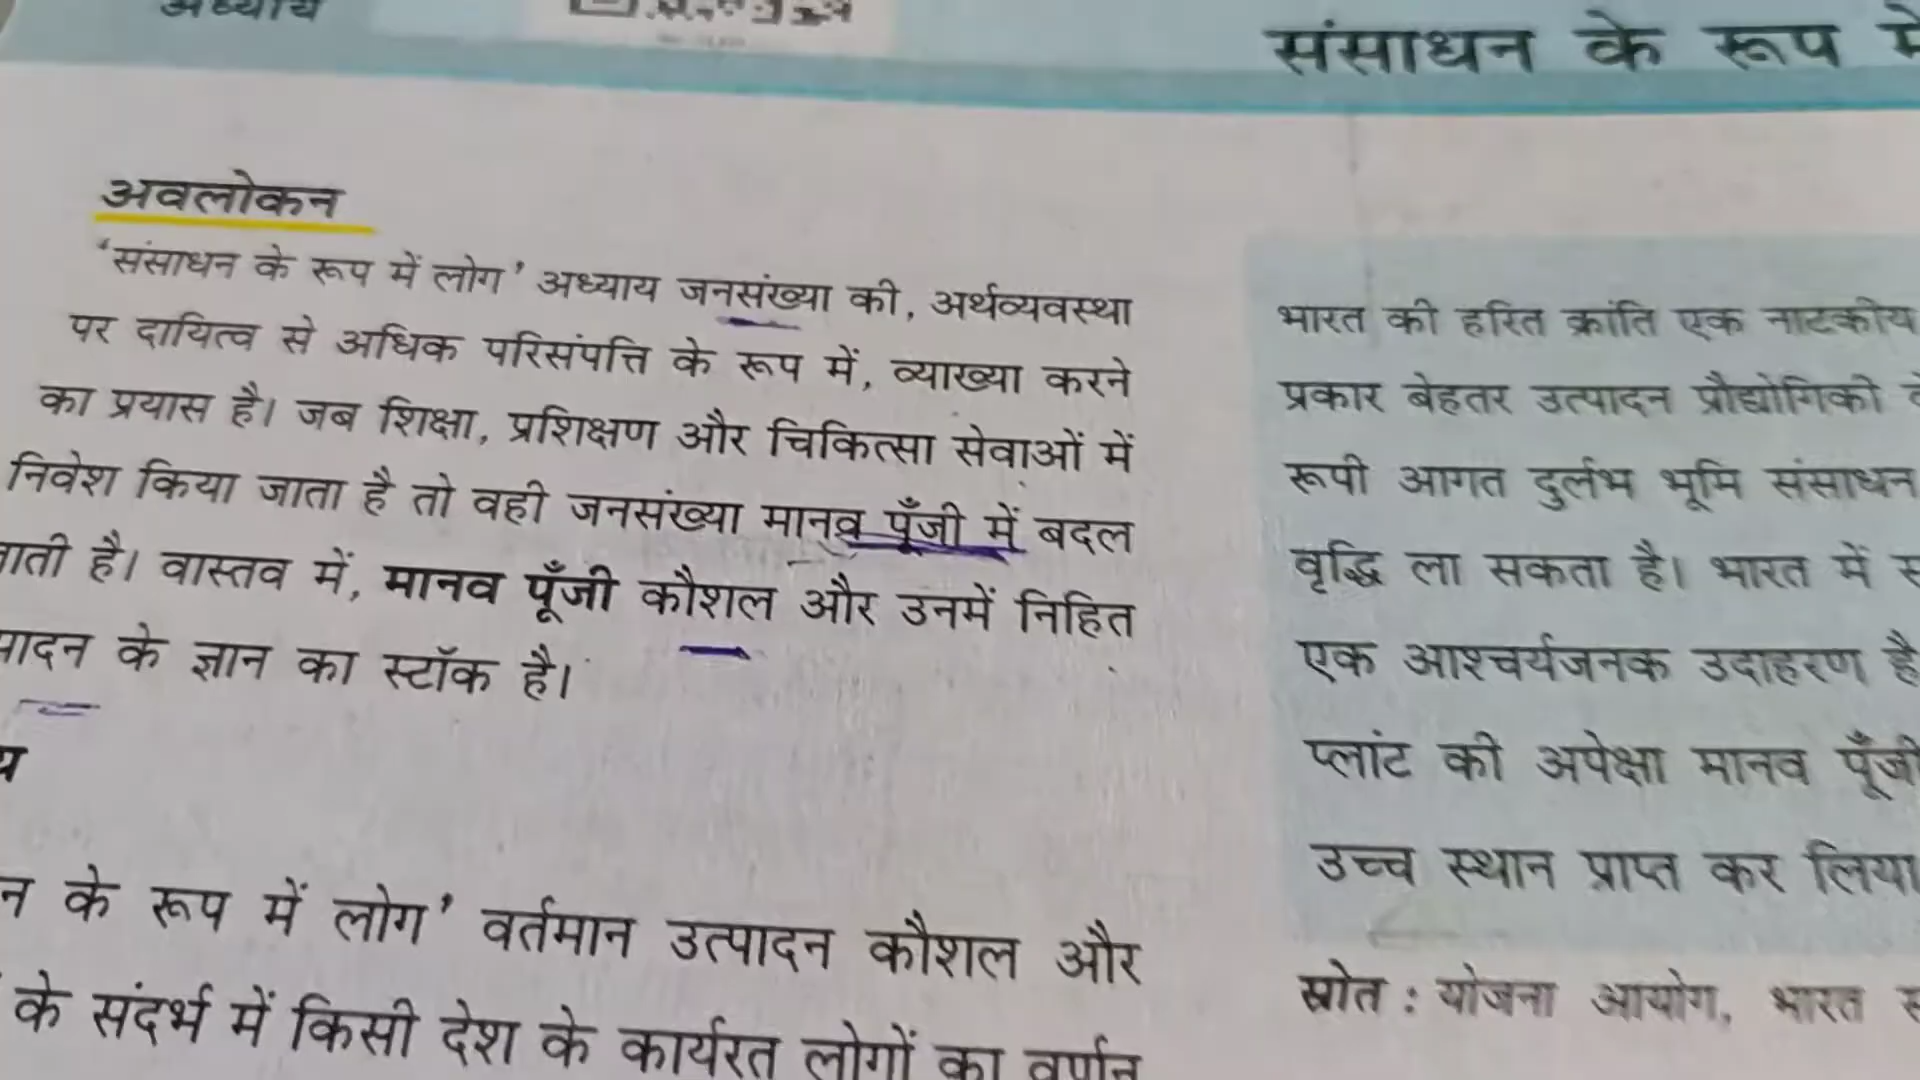 अध्याय
संसाधन के रूप में
अवलोकन
'संसाधन के रूप में लोग' अध्याय जनसंख्या की, अर्थव्यवस्था
पर दायित्व से अधिक परिसंपत्ति के रूप में, व्याख्या करने
का प्रयास है। जब शिक्षा, प्रशिक्षण और चिकित्सा सेवाओं में
निवेश किया जाता है तो वही जनसंख्या मानव पूँजी में बदल
है। वास्तव में, मानव पूँजी कौशल और उनमें निहित
के ज्ञान का स्टॉक है।
के रूप में लोग' वर्तमान उत्पादन कौशल और
के संदर्भ में किसी देश के कार्यरत लोगों का वर्णन
भारत की हरित क्रांति एक नाटकीय
प्रकार बेहतर उत्पादन प्रौद्योगिकी
रूपी आगत दुर्लभ भूमि संसाधन
वृद्धि ला सकता है। भारत में
एक आश्चर्यजनक उदाहरण है
प्लांट की अपेक्षा मानव पूँजी
उच्च स्थान प्राप्त कर लिया
स्रोत : योजना आयोग, भारत